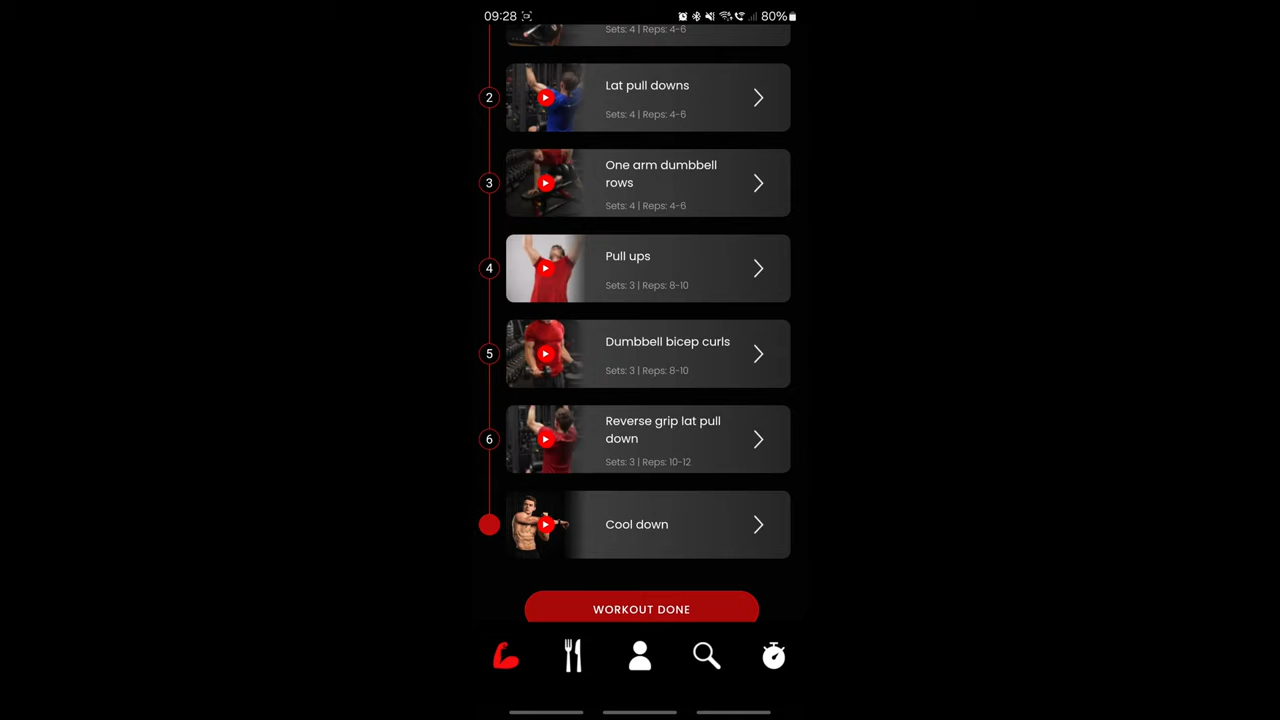 09:28
80%
Sets: 4 | Reps: 4-6
2
Lat pull downs
Sets: 4 | Reps: 4-6
3
One arm dumbbell
rows
Sets: 4 | Reps: 4-6
4
Pull ups
Sets: 3 | Reps: 8-10
5
Dumbbell bicep curls
Sets: 3 | Reps: 8-10
6
Reverse grip lat pull
down
Sets: 3 | Reps: 10-12
Cool down
WORKOUT DONE